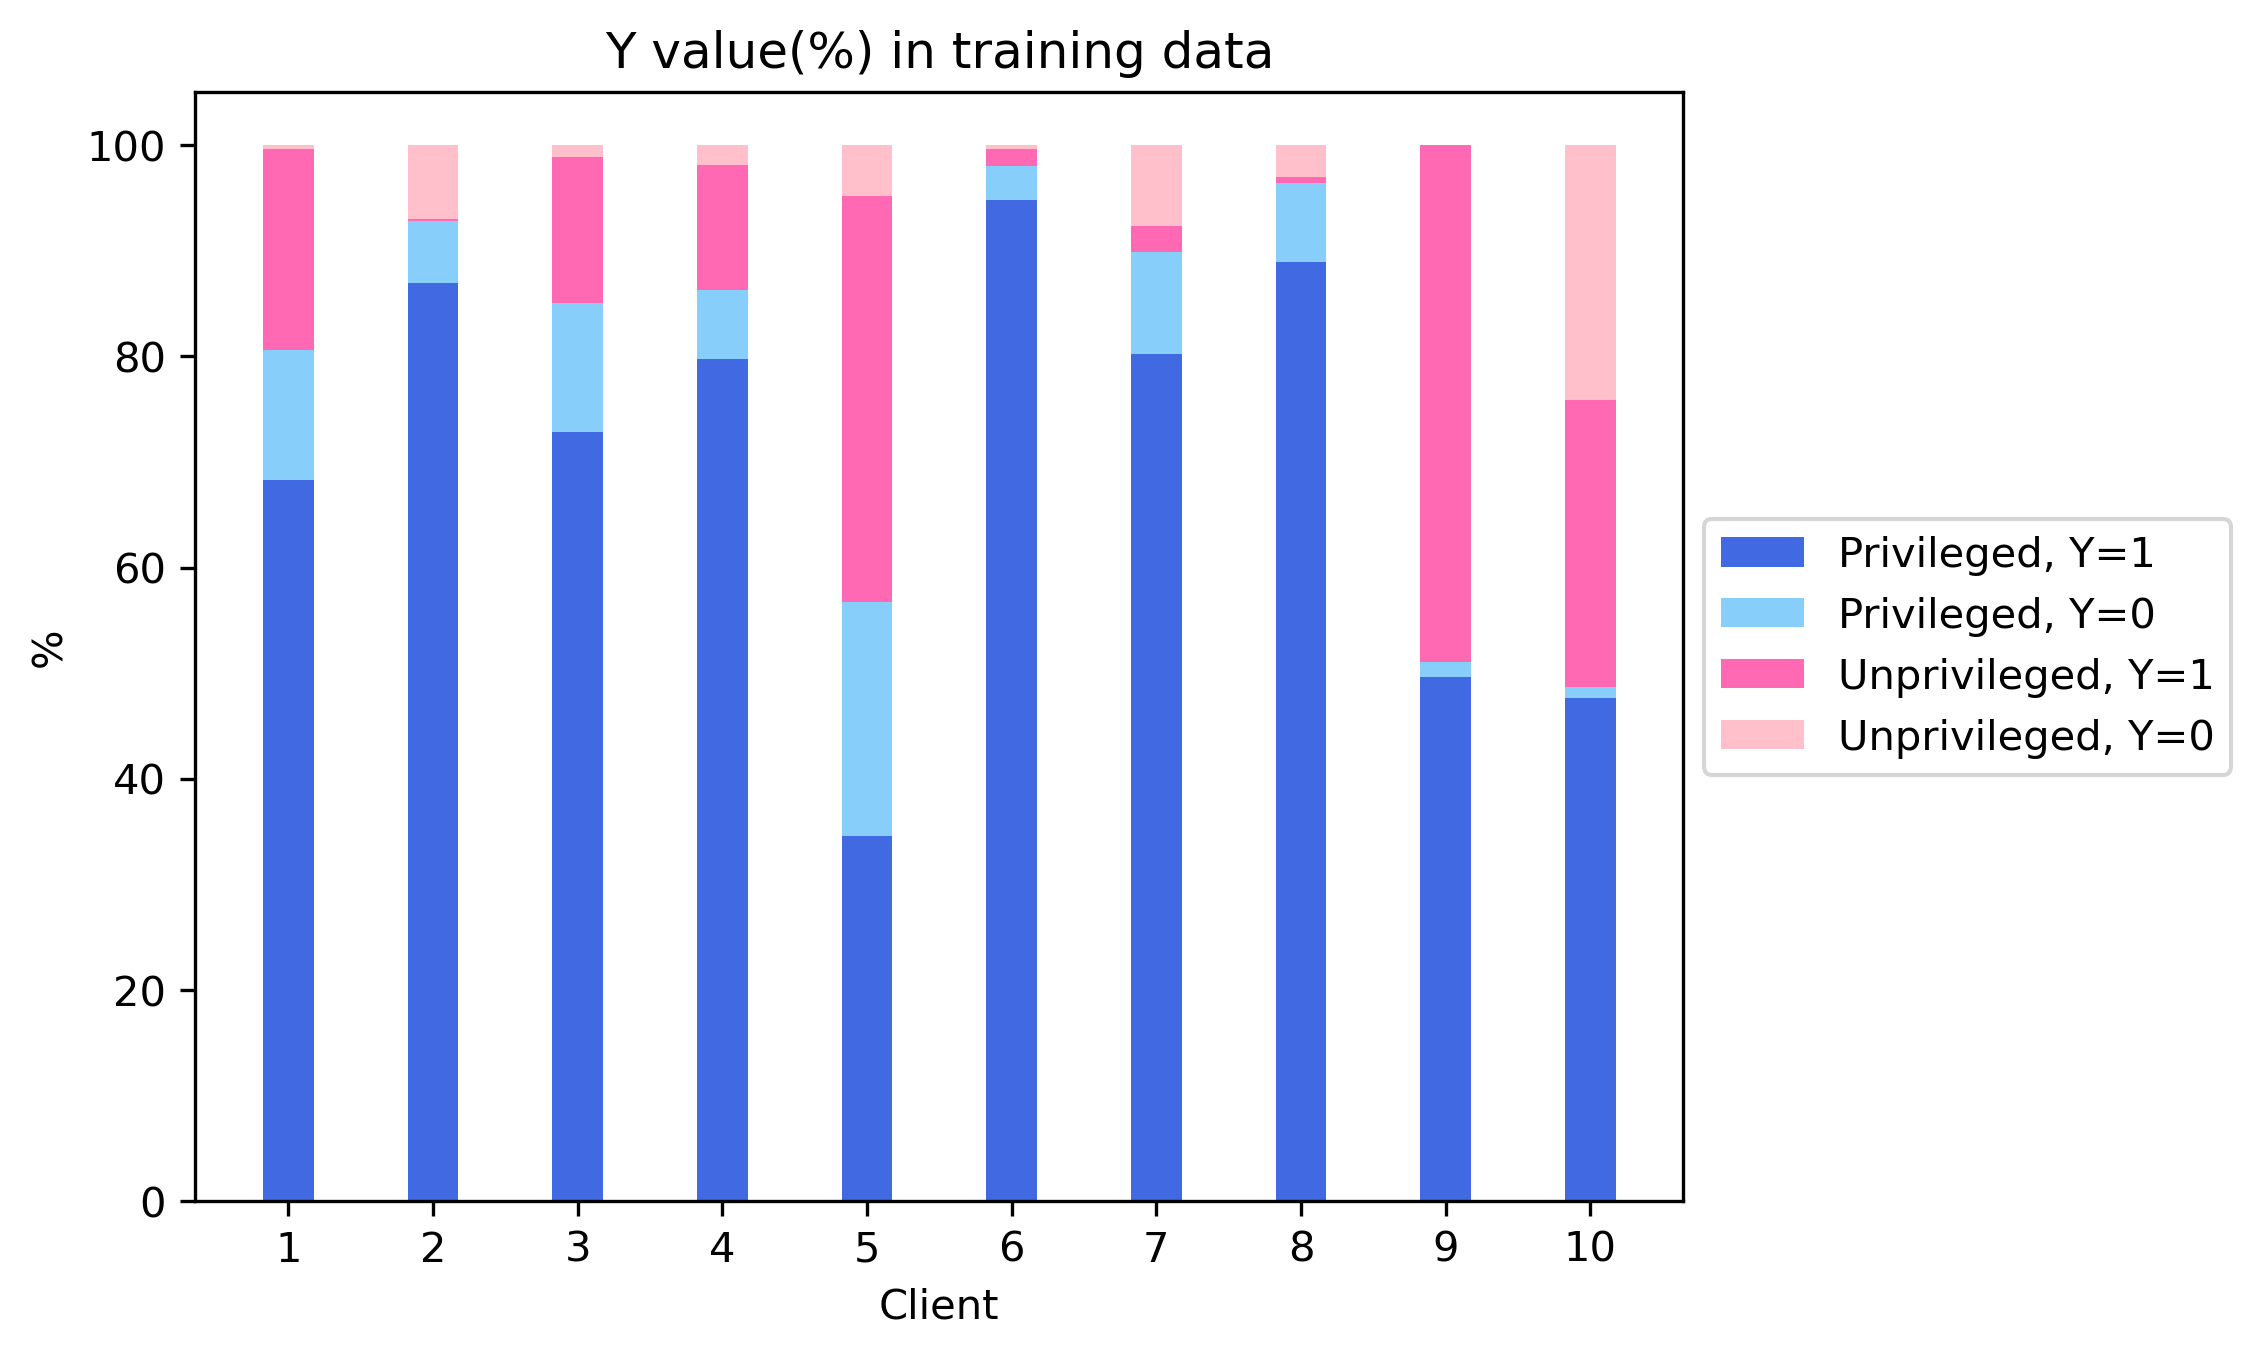 Y value(%) in training data
100
80
60
40
20
0
%
1 2 3 4 5 6 7 8 9 10
Client
Privileged, Y=1
Privileged, Y=0
Unprivileged, Y=1
Unprivileged, Y=0